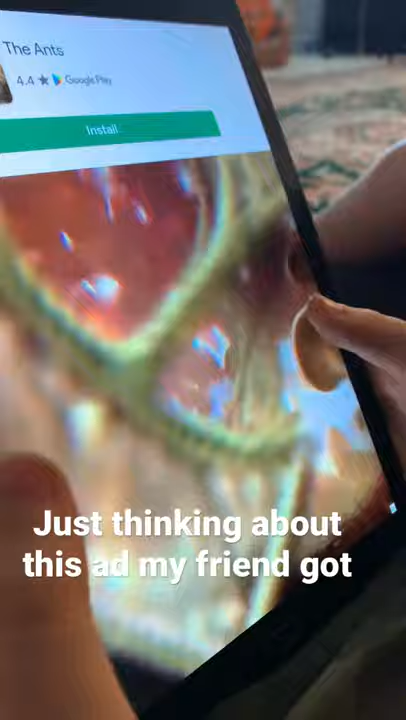 The Ants
4.4 ★ Google Play
Install
Just thinking about
this ad my friend got